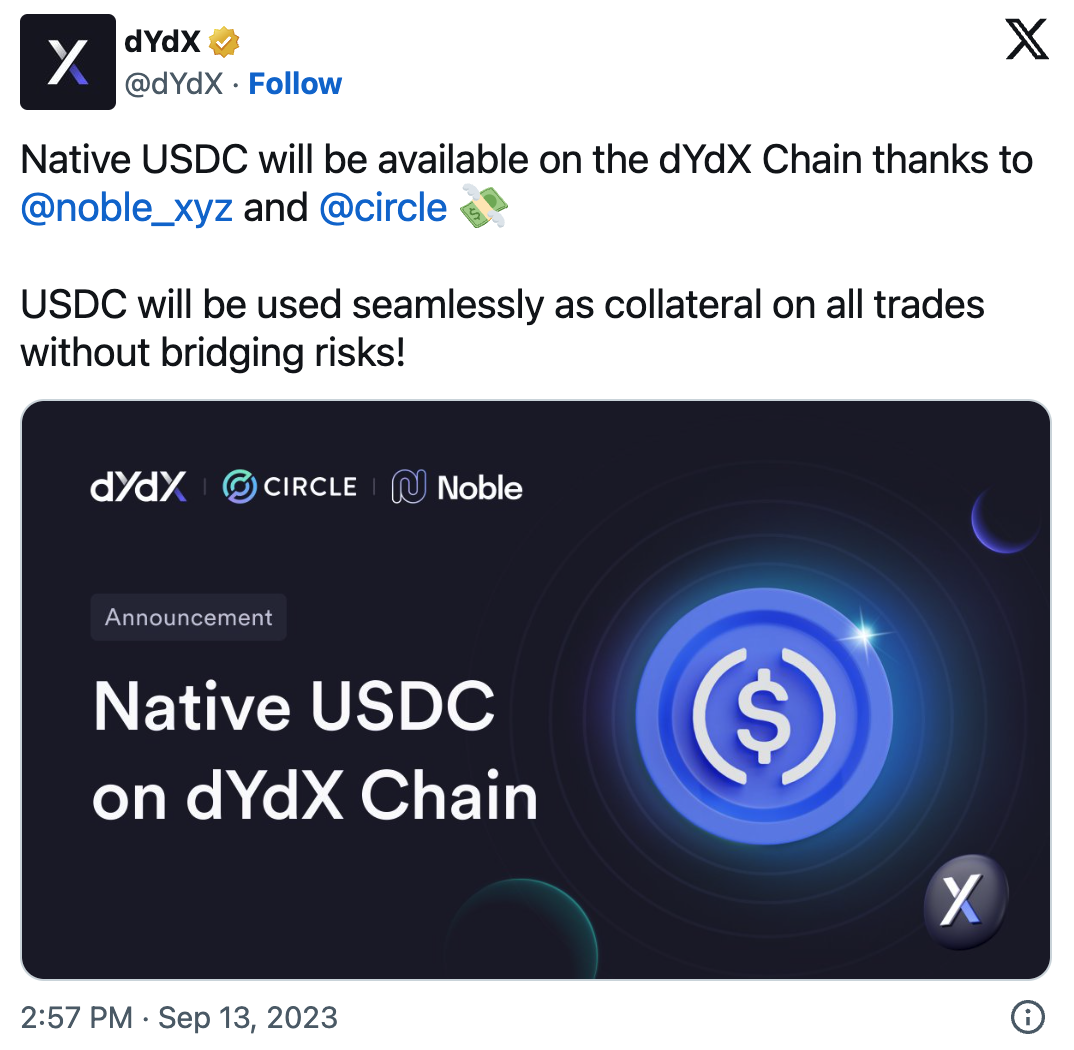 dYdX
@dYdX · Follow
Native USDC will be available on the dYdX Chain thanks to
@noble_xyz and @circle 💸
USDC will be used seamlessly as collateral on all trades
without bridging risks!
dYdX | CIRCLE | Noble
Announcement
Native USDC
on dYdX Chain
2:57 PM · Sep 13, 2023